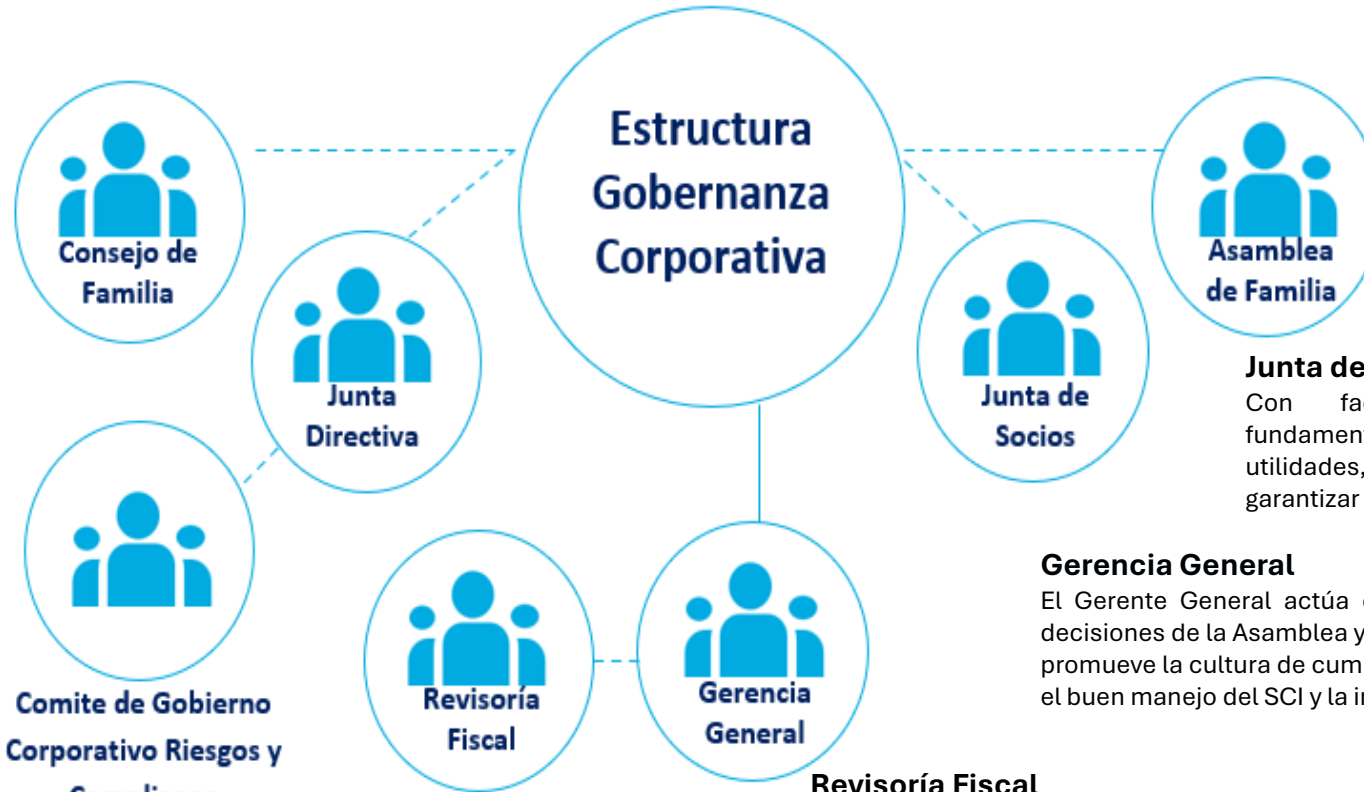 Estructura
Gobernanza
Corporativa
Consejo de
Familia
Junta
Directiva
Junta de
Socios
Asamblea
de Familia
Junta de
Con
fundament
utilidades,
garantizar
Gerencia General
El Gerente General actúa
decisiones de la Asamblea y
promueve la cultura de cum
el buen manejo del SCI y la
Revisoría
Fiscal
Gerencia
General
Comite de Gobierno
Corporativo Riesgos y
Revisoría Fiscal